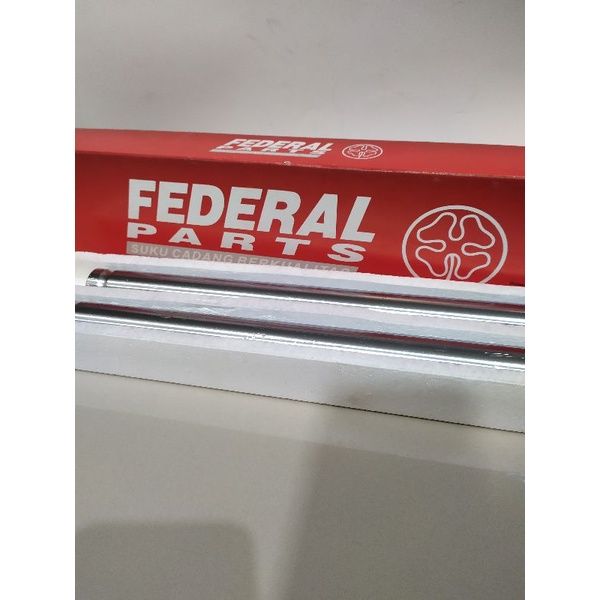 FEDERAL
PARTS
FEDERAL
PARTS
SUKU CADANG BERKUALITAS